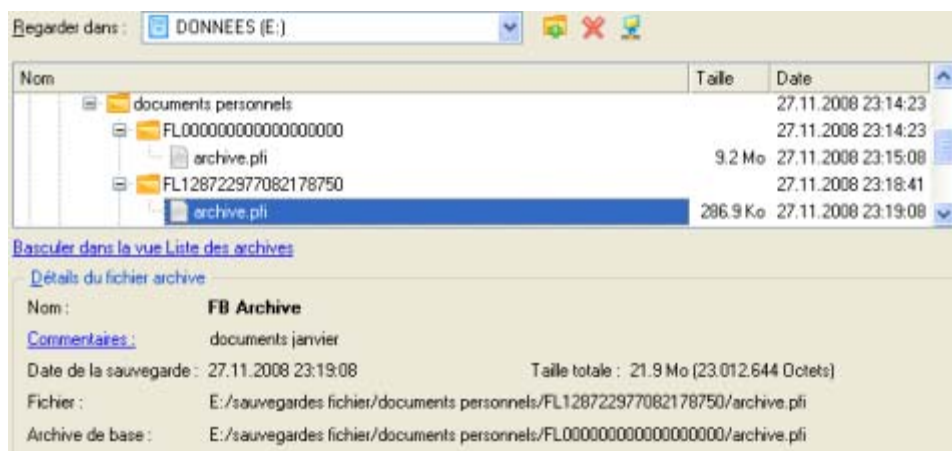 Regarder dans : DONNEES (E:)
Nom Taille Date
documents personnels 27.11.2008 23:14:23
FL000000000000000000 27.11.2008 23:14:23
archive.pfi 9.2 Mo 27.11.2008 23:15:08
FL128722977082178750 27.11.2008 23:18:41
archive.pfi 286.9 Ko 27.11.2008 23:19:08
Basculer dans la vue Liste des archives
Détails du fichier archive
Nom : FB Archive
Commentaires : documents janvier
Date de la sauvegarde : 27.11.2008 23:19:08 Taille totale : 21.9 Mo (23.012.644 Octets)
Fichier : E:/sauvegardes fichier/documents personnels/FL128722977082178750/archive.pfi
Archive de base : E:/sauvegardes fichier/documents personnels/FL000000000000000000/archive.pfi